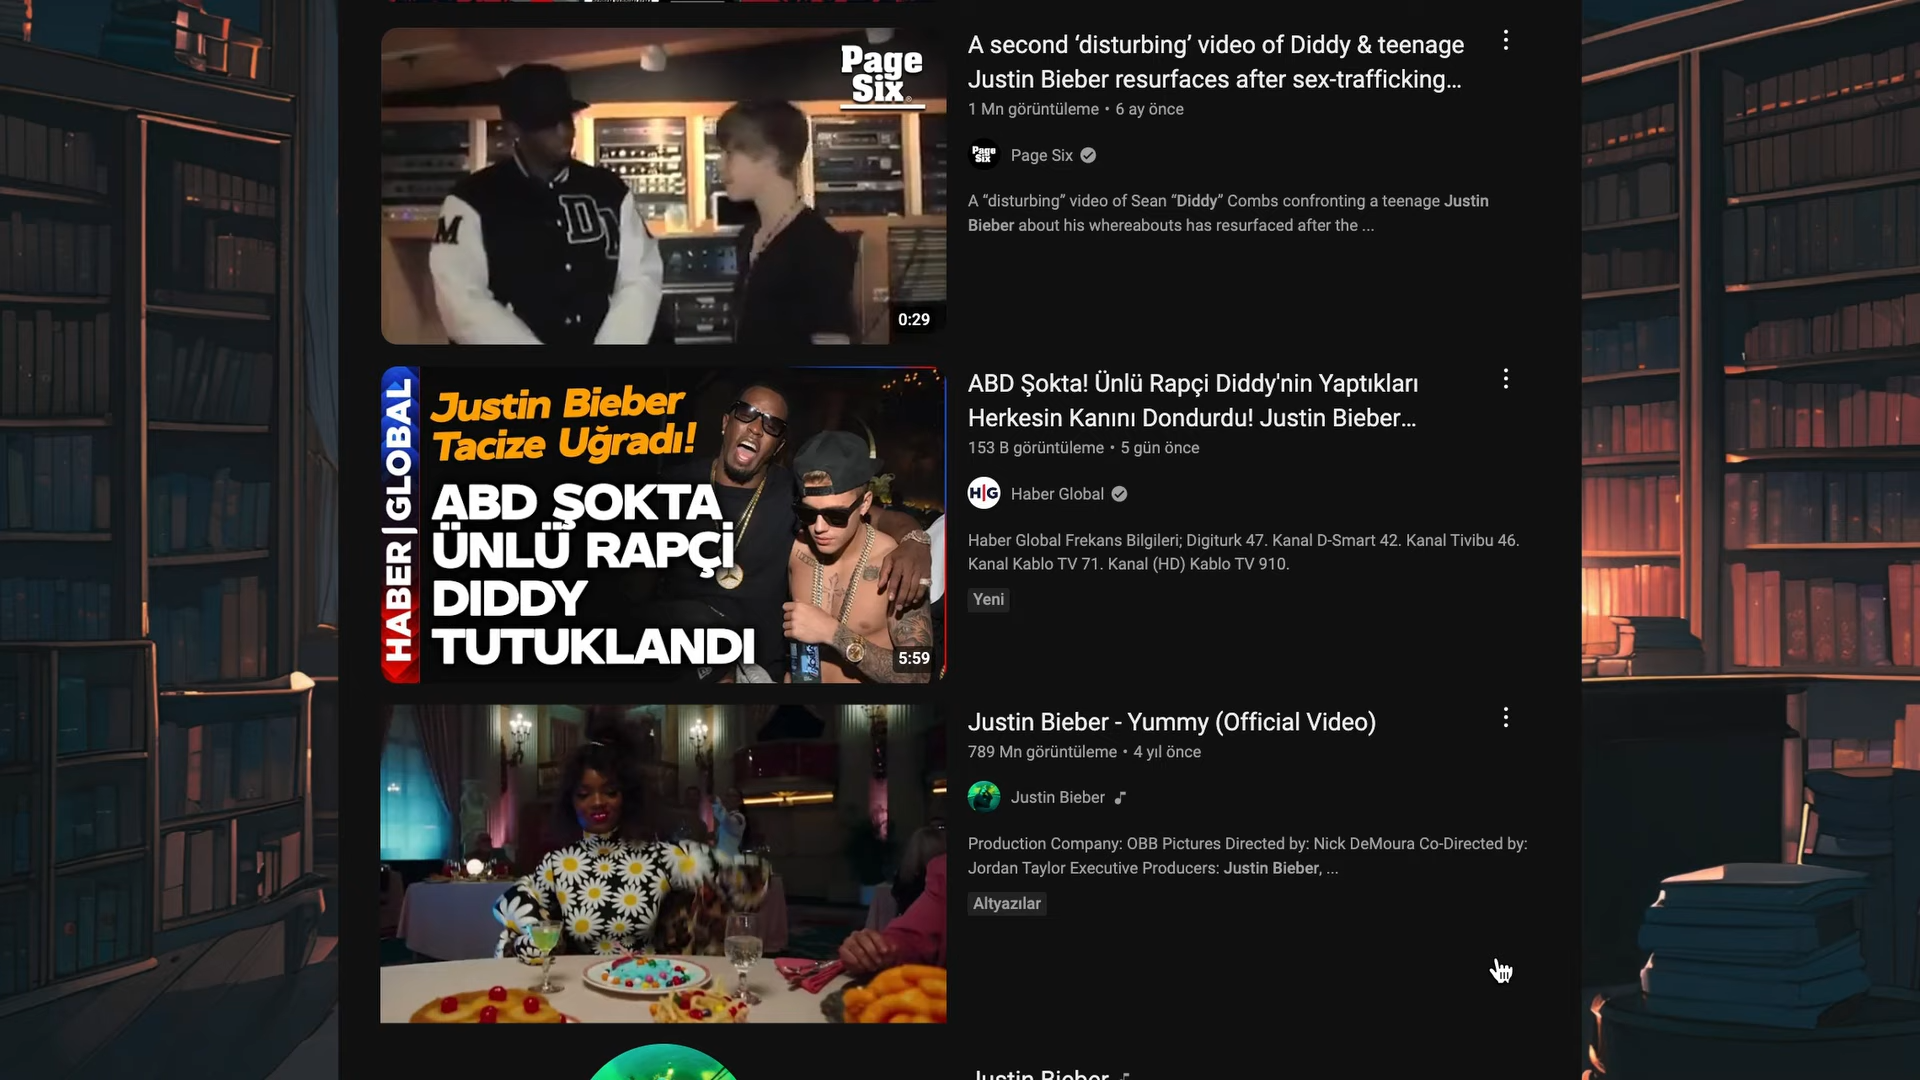 Page
Six
0:29
A second ‘disturbing’ video of Diddy & teenage
Justin Bieber resurfaces after sex-trafficking...
1 Mn görüntüleme • 6 ay önce
Page
Six
Page Six
A “disturbing” video of Sean “Diddy” Combs confronting a teenage Justin
Bieber about his whereabouts has resurfaced after the ...
M
D
HABER | GLOBAL
Justin Bieber
Tacize Uğradı!
ABD ŞOKTA
ÜNLÜ RAPÇİ
DIDDY
TUTUKLANDI
5:59
ABD Şokta! Ünlü Rapçi Diddy'nin Yaptıkları
Herkesin Kanını Dondurdu! Justin Bieber...
153 B görüntüleme • 5 gün önce
H|G
Haber Global
Haber Global Frekans Bilgileri; Digiturk 47. Kanal D-Smart 42. Kanal Tivibu 46.
Kanal Kablo TV 71. Kanal (HD) Kablo TV 910.
Yeni
Justin Bieber - Yummy (Official Video)
789 Mn görüntüleme • 4 yıl önce
Justin Bieber
Production Company: OBB Pictures Directed by: Nick DeMoura Co-Directed by:
Jordan Taylor Executive Producers: Justin Bieber, ...
Altyazılar
Justin Bieber